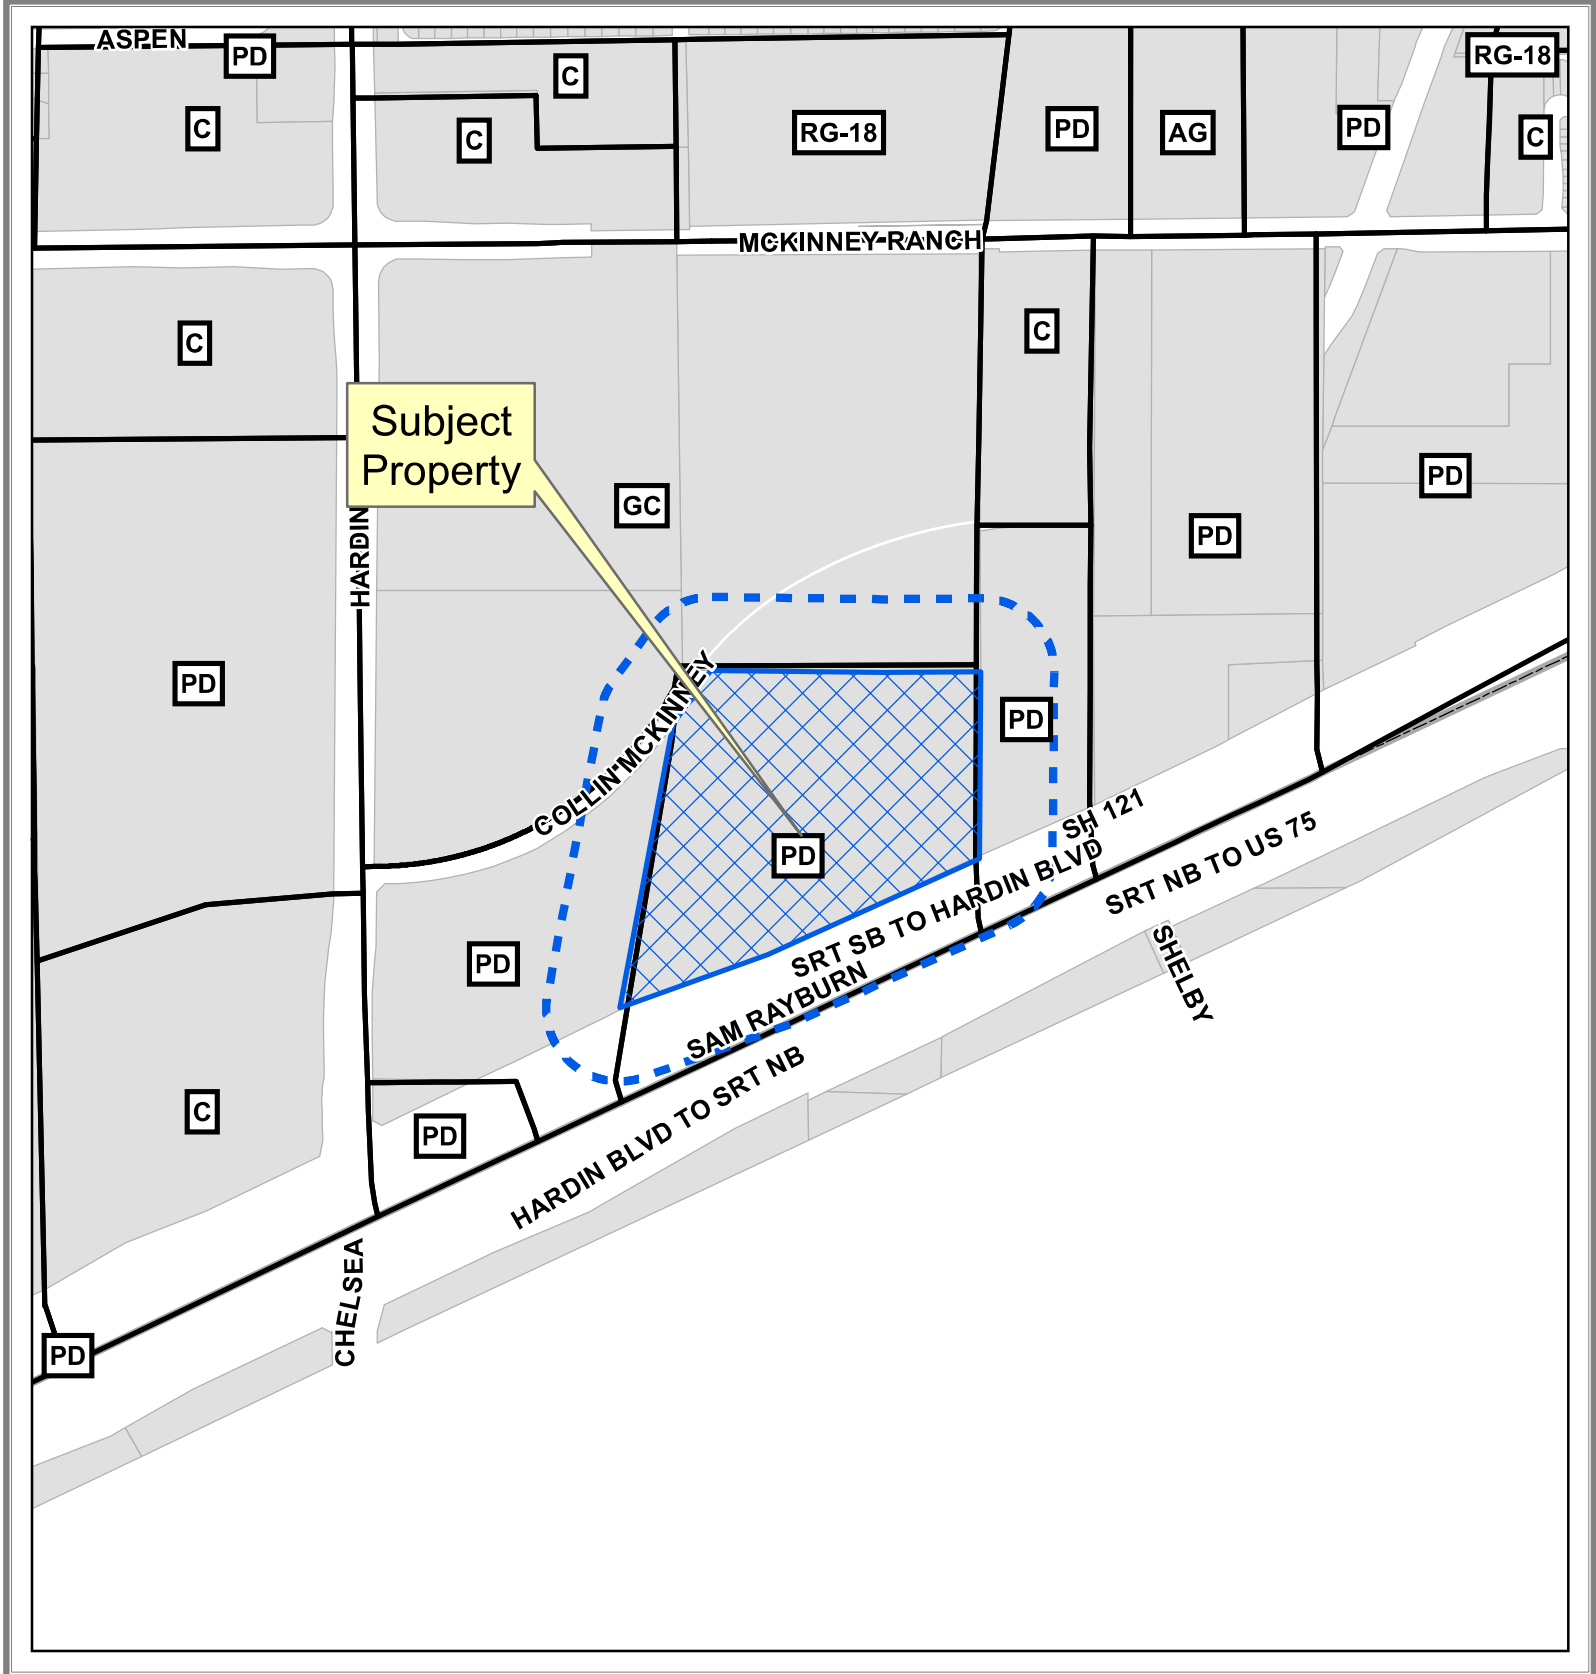 ASPEN
PD
C
RG-18
C
RG-18
PD
AG
PD
C
C
MCKINNEY RANCH
C
C
Subject
Property
GC
PD
PD
HARDIN
PD
COLLIN MCKINNEY
PD
PD
SH 121
SRT SB TO HARDIN BLVD
SRT NB TO US 75
PD
SAM RAYBURN
SHELBY
HARDIN BLVD TO SRT NB
C
PD
CHELSEA
PD